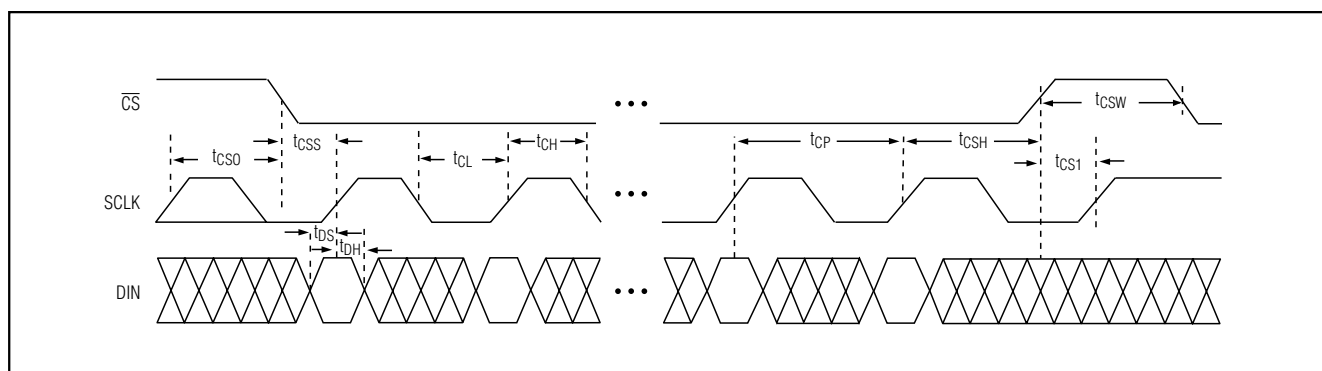 CS
tCSW
tCSS
tCH
tCP
tCSH
tCSO
tCL
tCS1
SCLK
tDS
tDH
DIN